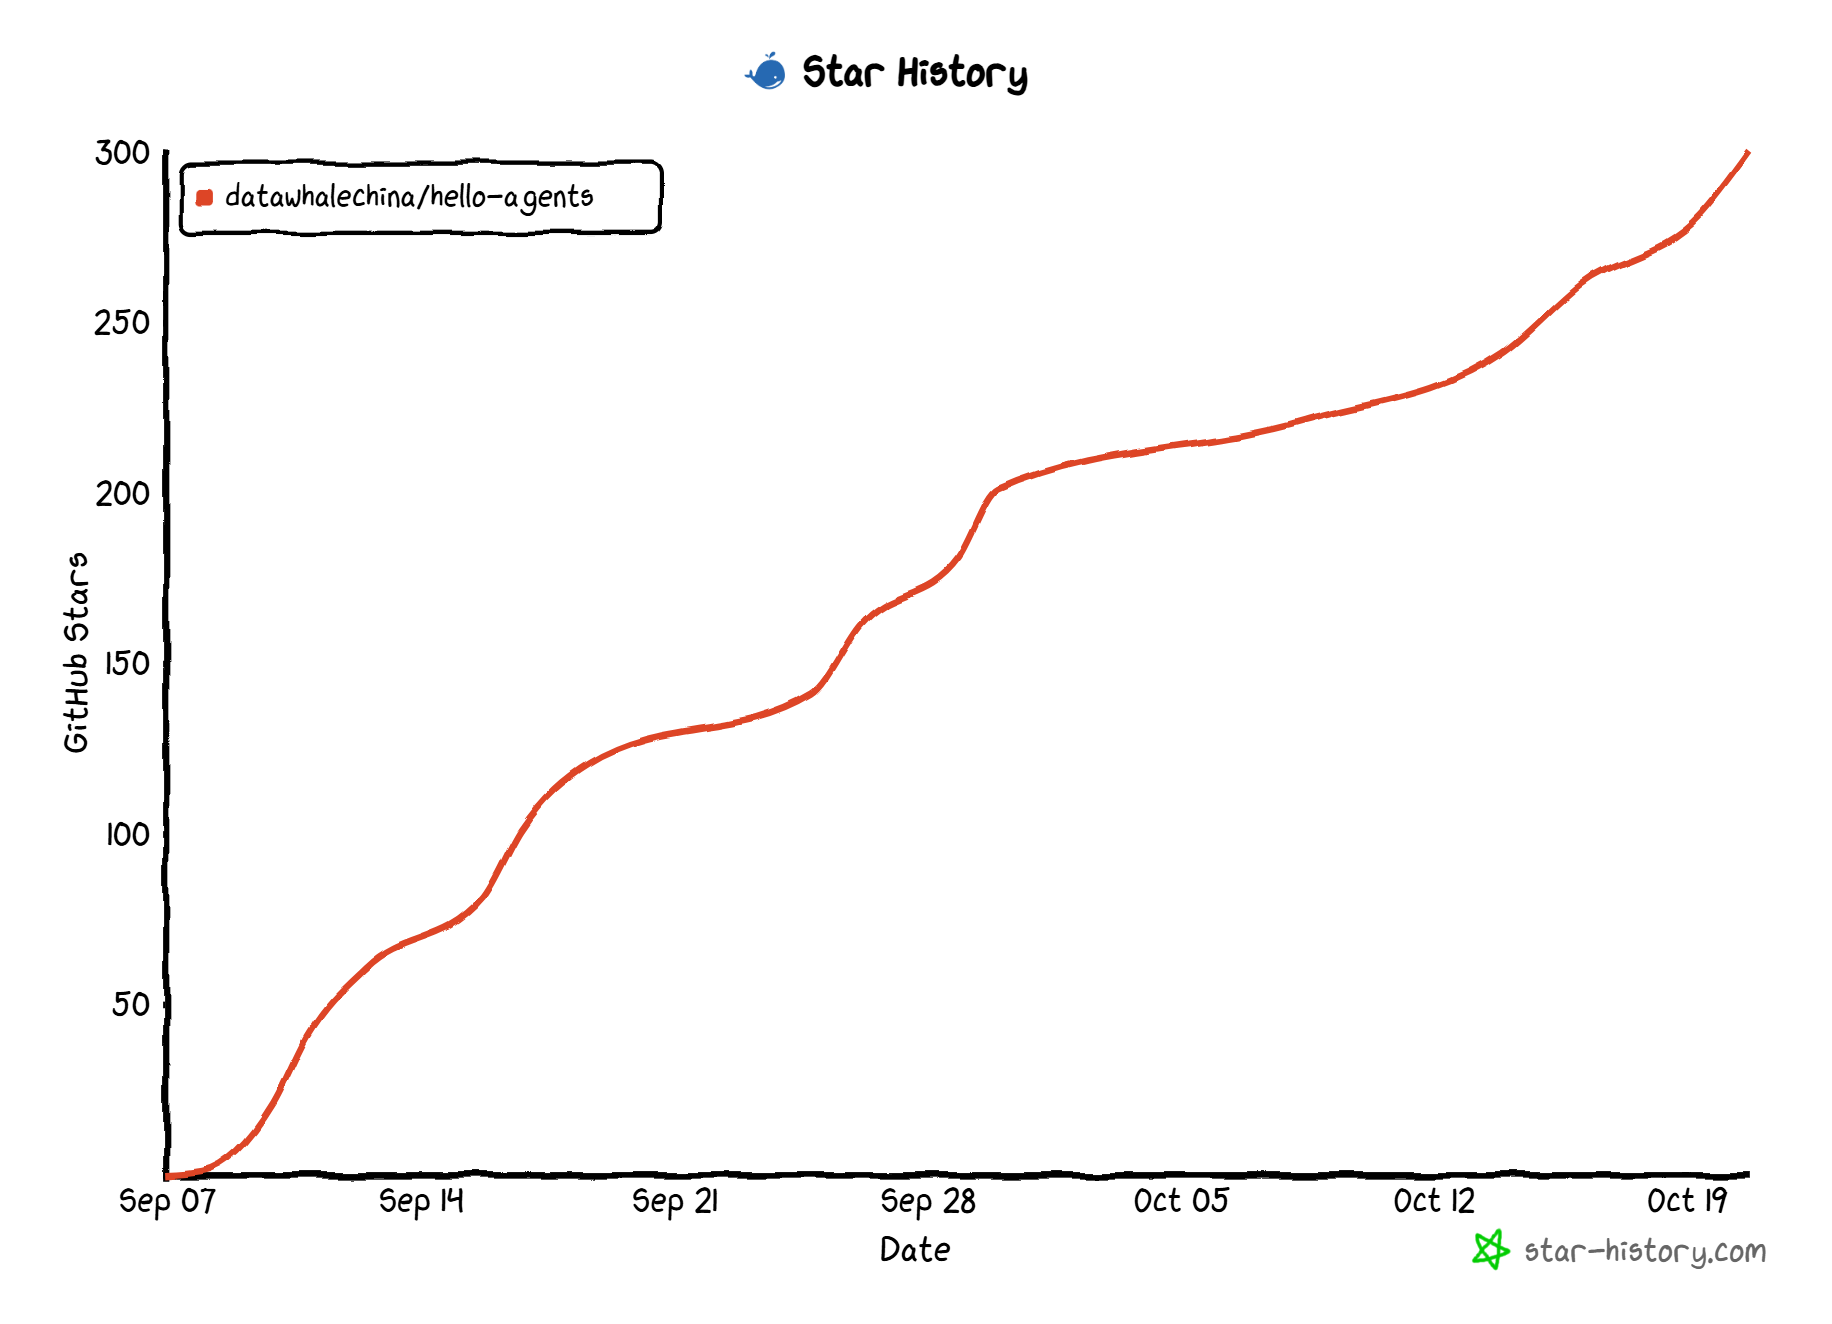 Star History
datawhalechina/hello-agents
300
250
200
150
100
50
GitHub Stars
Sep 07 Sep 14 Sep 21 Sep 28 Oct 05 Oct 12 Oct 19
Date
star-history.com